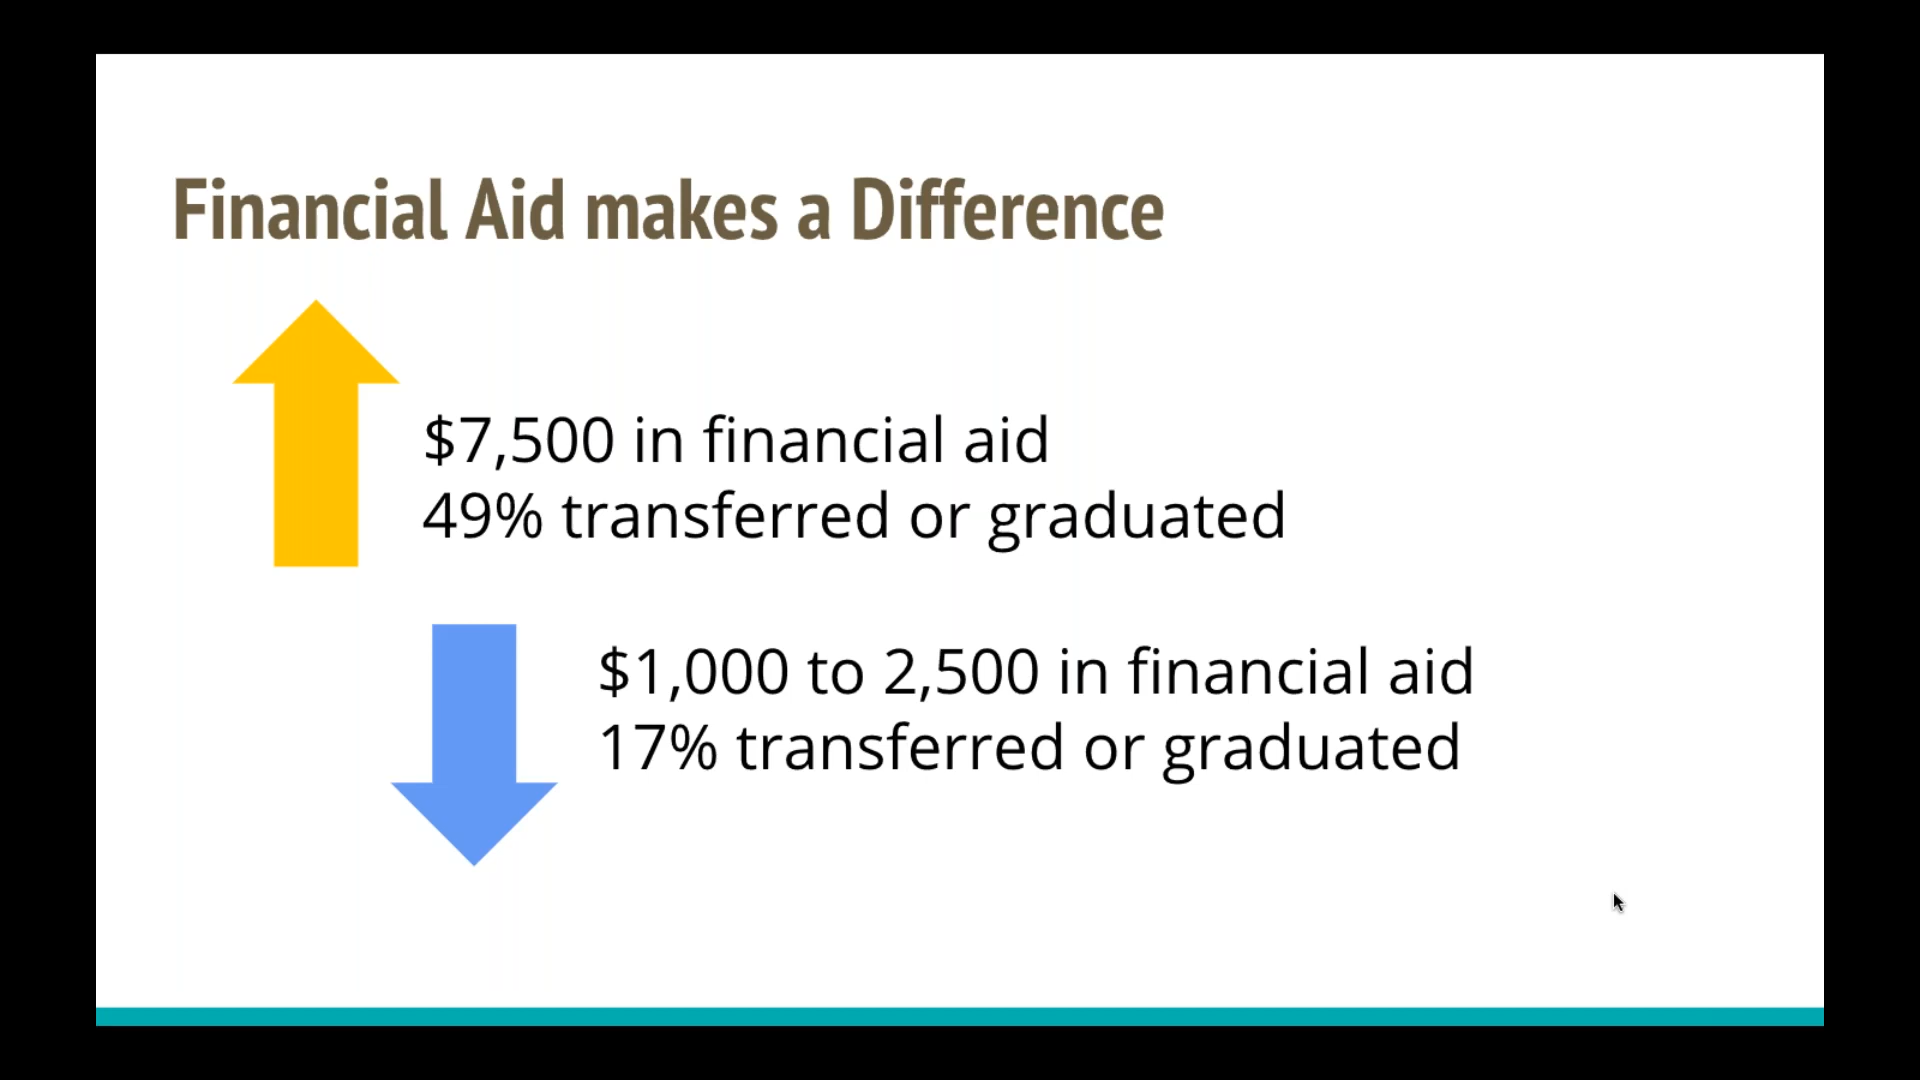 Financial Aid makes a Difference
$7,500 in financial aid
49% transferred or graduated
$1,000 to 2,500 in financial aid
17% transferred or graduated